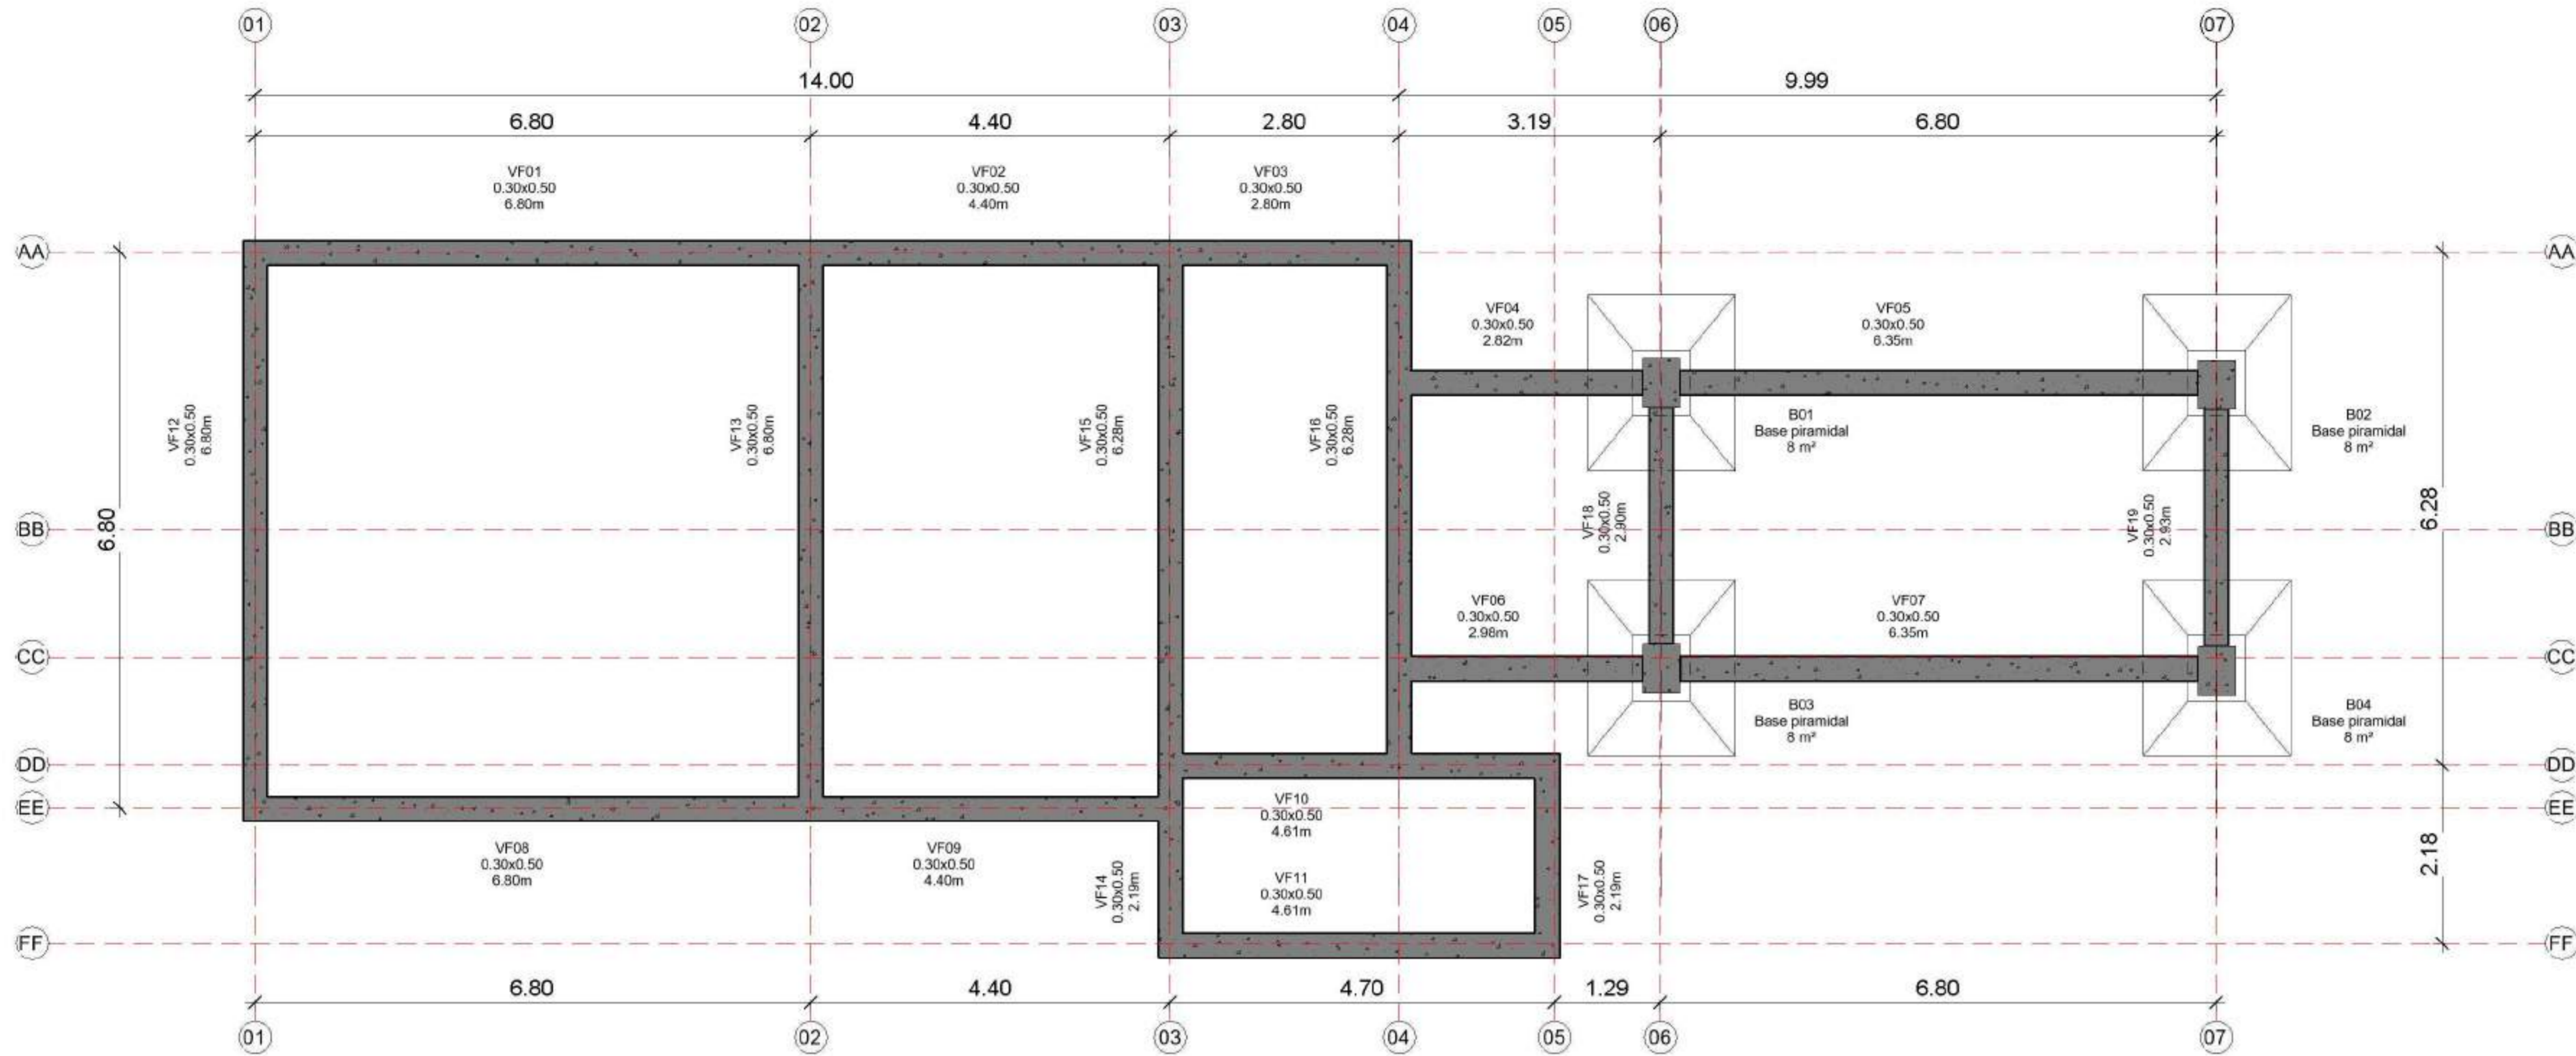 01
02
03
04
05
06
07
14.00
9.99
6.80
4.40
2.80
3.19
6.80
VF01
0.30x0.50
6.80m
VF02
0.30x0.50
4.40m
VF03
0.30x0.50
2.80m
AA
AA
VF04
0.30x0.50
2.82m
VF05
0.30x0.50
6.35m
VF12
0.30x0.50
6.80m
VF13
0.30x0.50
6.80m
VF15
0.30x0.50
6.28m
VF16
0.30x0.50
6.28m
B01
Base piramidal
8 m²
B02
Base piramidal
8 m²
6.80
BB
VF18
0.30x0.50
2.90m
VF19
0.30x0.50
2.93m
6.28
BB
VF06
0.30x0.50
2.98m
VF07
0.30x0.50
6.35m
CC
CC
B03
Base piramidal
8 m²
B04
Base piramidal
8 m²
DD
DD
EE
EE
VF10
0.30x0.50
4.61m
VF08
0.30x0.50
6.80m
VF09
0.30x0.50
4.40m
VF14
0.30x0.50
2.19m
VF11
0.30x0.50
4.61m
VF17
0.30x0.50
2.19m
2.18
FF
FF
6.80
4.40
4.70
1.29
6.80
01
02
03
04
05
06
07